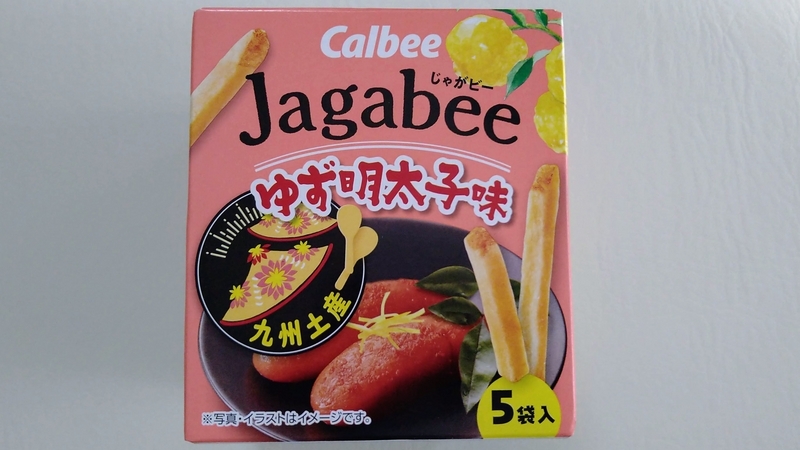 Calbee
じゃがビー
Jagabee
ゆず明太子味
九州土産
5袋入
※写真・イラストはイメージです。